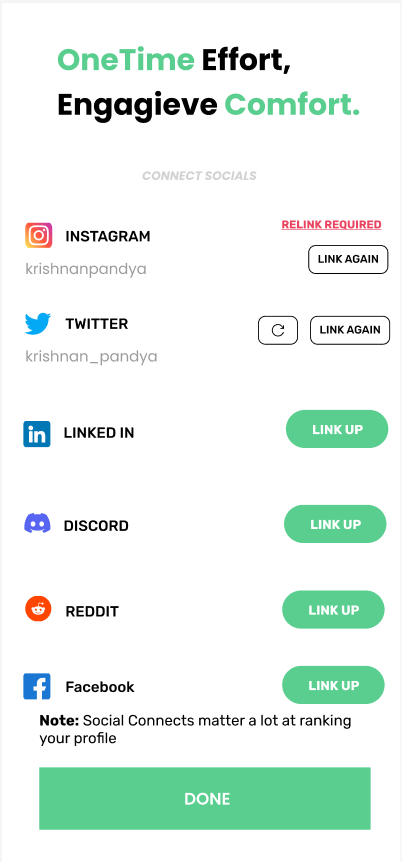 OneTime Effort,
Engagieve Comfort.
CONNECT SOCIALS
INSTAGRAM
RELINK REQUIRED
krishnanpandya
LINK AGAIN
TWITTER
LINK AGAIN
krishnan_pandya
LINKED IN
LINK UP
DISCORD
LINK UP
REDDIT
LINK UP
Facebook
LINK UP
Note: Social Connects matter a lot at ranking
your profile
DONE